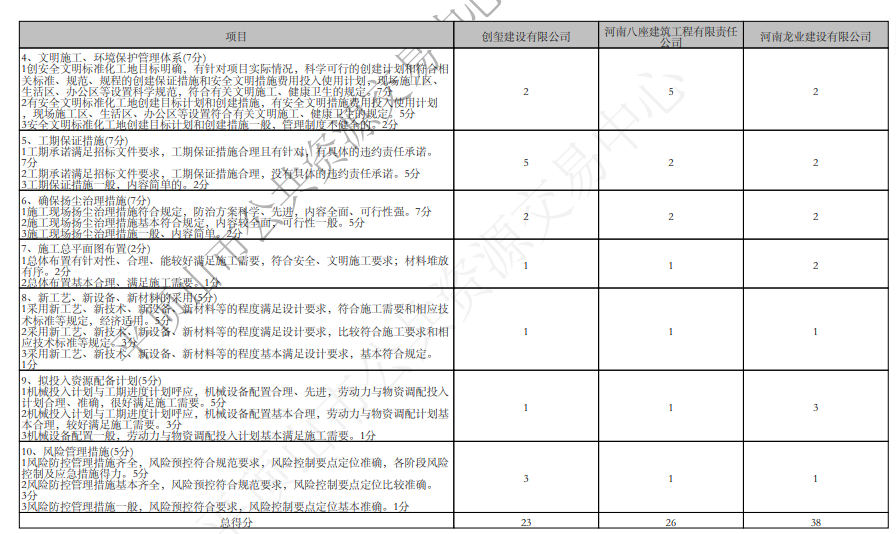 项目 创玺建设有限公司 河南八座建筑工程有限责任公司 河南龙业建设有限公司
4、文明施工、环境保护管理体系(7分)
1创安全文明标准化工地目标明确，有针对项目实际情况，科学可行的创建计划和符合相
关标准、规范、规程的创建保证措施和安全文明措施费用投入使用计划，现场施工区、
生活区、办公区等设置科学规范，符合有关文明施工、健康卫生的规定。7分
2有安全文明标准化工地创建目标计划和创建措施，有安全文明措施费用投入使用计划
，现场施工区、生活区、办公区等设置符合有关文明施工、健康卫生的规定。5分
3安全文明标准化工地创建目标计划和创建措施一般，管理制度不健全的。2分
2 5 2
5、工期保证措施(7分)
1工期承诺满足招标文件要求，工期保证措施合理且有针对，有具体的违约责任承诺。
7分
2工期承诺满足招标文件要求，工期保证措施合理，没有具体的违约责任承诺。5分
3工期保证措施一般，内容简单的。2分
5 2 2
6、确保扬尘治理措施(7分)
1施工现场扬尘治理措施符合规定，防治方案科学、先进，内容全面、可行性强。7分
2施工现场扬尘治理措施基本符合规定，内容较全面，可行性一般。5分
3施工现场扬尘治理措施一般、内容简单。2分
2 2 2
7、施工总平面图布置(2分)
1总体布置有针对性、合理、能较好满足施工需要，符合安全、文明施工要求；材料堆放
有序。2分
2总体布置基本合理、满足施工需要。1分
1 1 2
8、新工艺、新设备、新材料的采用(5分)
1采用新工艺、新技术、新设备、新材料等的程度满足设计要求，符合施工需要和相应技
术标准等规定，经济适用。5分
2采用新工艺、新技术、新设备、新材料等的程度满足设计要求，比较符合施工要求和相
应技术标准等规定。3分
3采用新工艺、新技术、新设备、新材料等的程度基本满足设计要求，基本符合规定。
1分
1 1 1
9、拟投入资源配备计划(5分)
1机械投入计划与工期进度计划呼应，机械设备配置合理、先进，劳动力与物资调配投入
计划合理、准确，很好满足施工需要。5分
2机械投入计划与工期进度计划呼应，机械设备配置基本合理，劳动力与物资调配计划基
本合理，较好满足施工需要。3分
3机械设备配置一般，劳动力与物资调配投入计划基本满足施工需要。1分
1 1 3
10、风险管理措施(5分)
1风险防控管理措施齐全，风险预控符合规范要求，风险控制要点定位准确，各阶段风险
控制及应急措施得力。5分
2风险防控管理措施基本齐全，风险预控符合规范要求，风险控制要点定位比较准确。
3分
3风险防控管理措施一般，风险预控符合要求，风险控制要点定位基本准确。1分
3 1 1
总得分 23 26 38